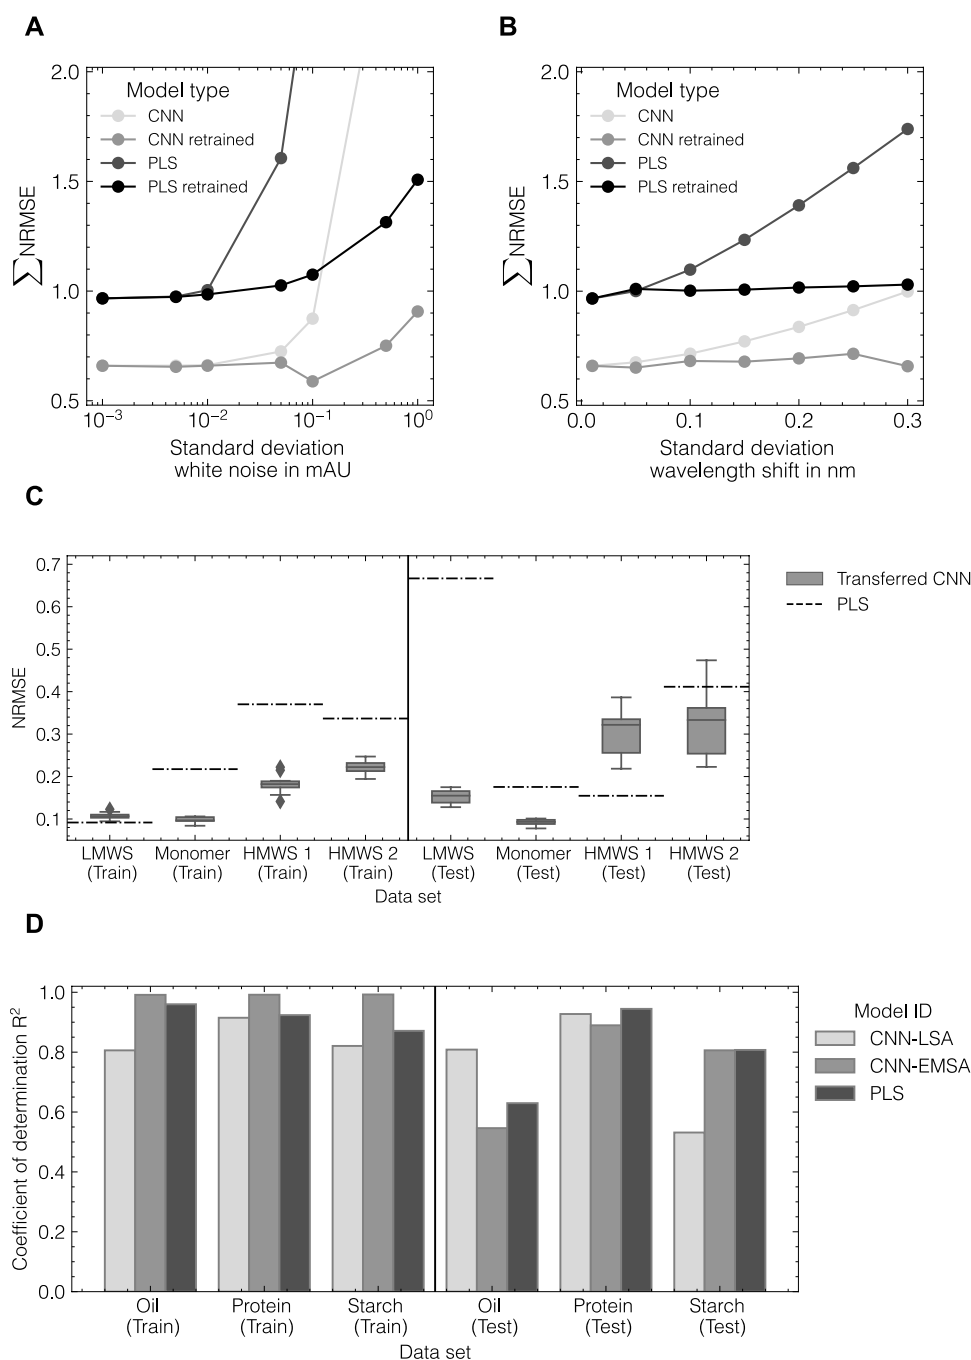 A
2.0
1.5
1.0
0.5
∑NRMSE
Model type
CNN
CNN retrained
PLS
PLS retrained
10⁻³
10⁻²
10⁻¹
10⁰
Standard deviation
white noise in mAU
B
2.0
1.5
1.0
0.5
∑NRMSE
Model type
CNN
CNN retrained
PLS
PLS retrained
0.0
0.1
0.2
0.3
Standard deviation
wavelength shift in nm
C
0.7
0.6
0.5
0.4
0.3
0.2
0.1
NRMSE
Transferred CNN
PLS
LMWS
(Train)
Monomer
(Train)
HMWS 1
(Train)
HMWS 2
(Train)
LMWS
(Test)
Monomer
(Test)
HMWS 1
(Test)
HMWS 2
(Test)
Data set
D
1.0
0.8
0.6
0.4
0.2
0.0
Coefficient of determination R²
Model ID
CNN-LSA
CNN-EMSA
PLS
Oil
(Train)
Protein
(Train)
Starch
(Train)
Oil
(Test)
Protein
(Test)
Starch
(Test)
Data set